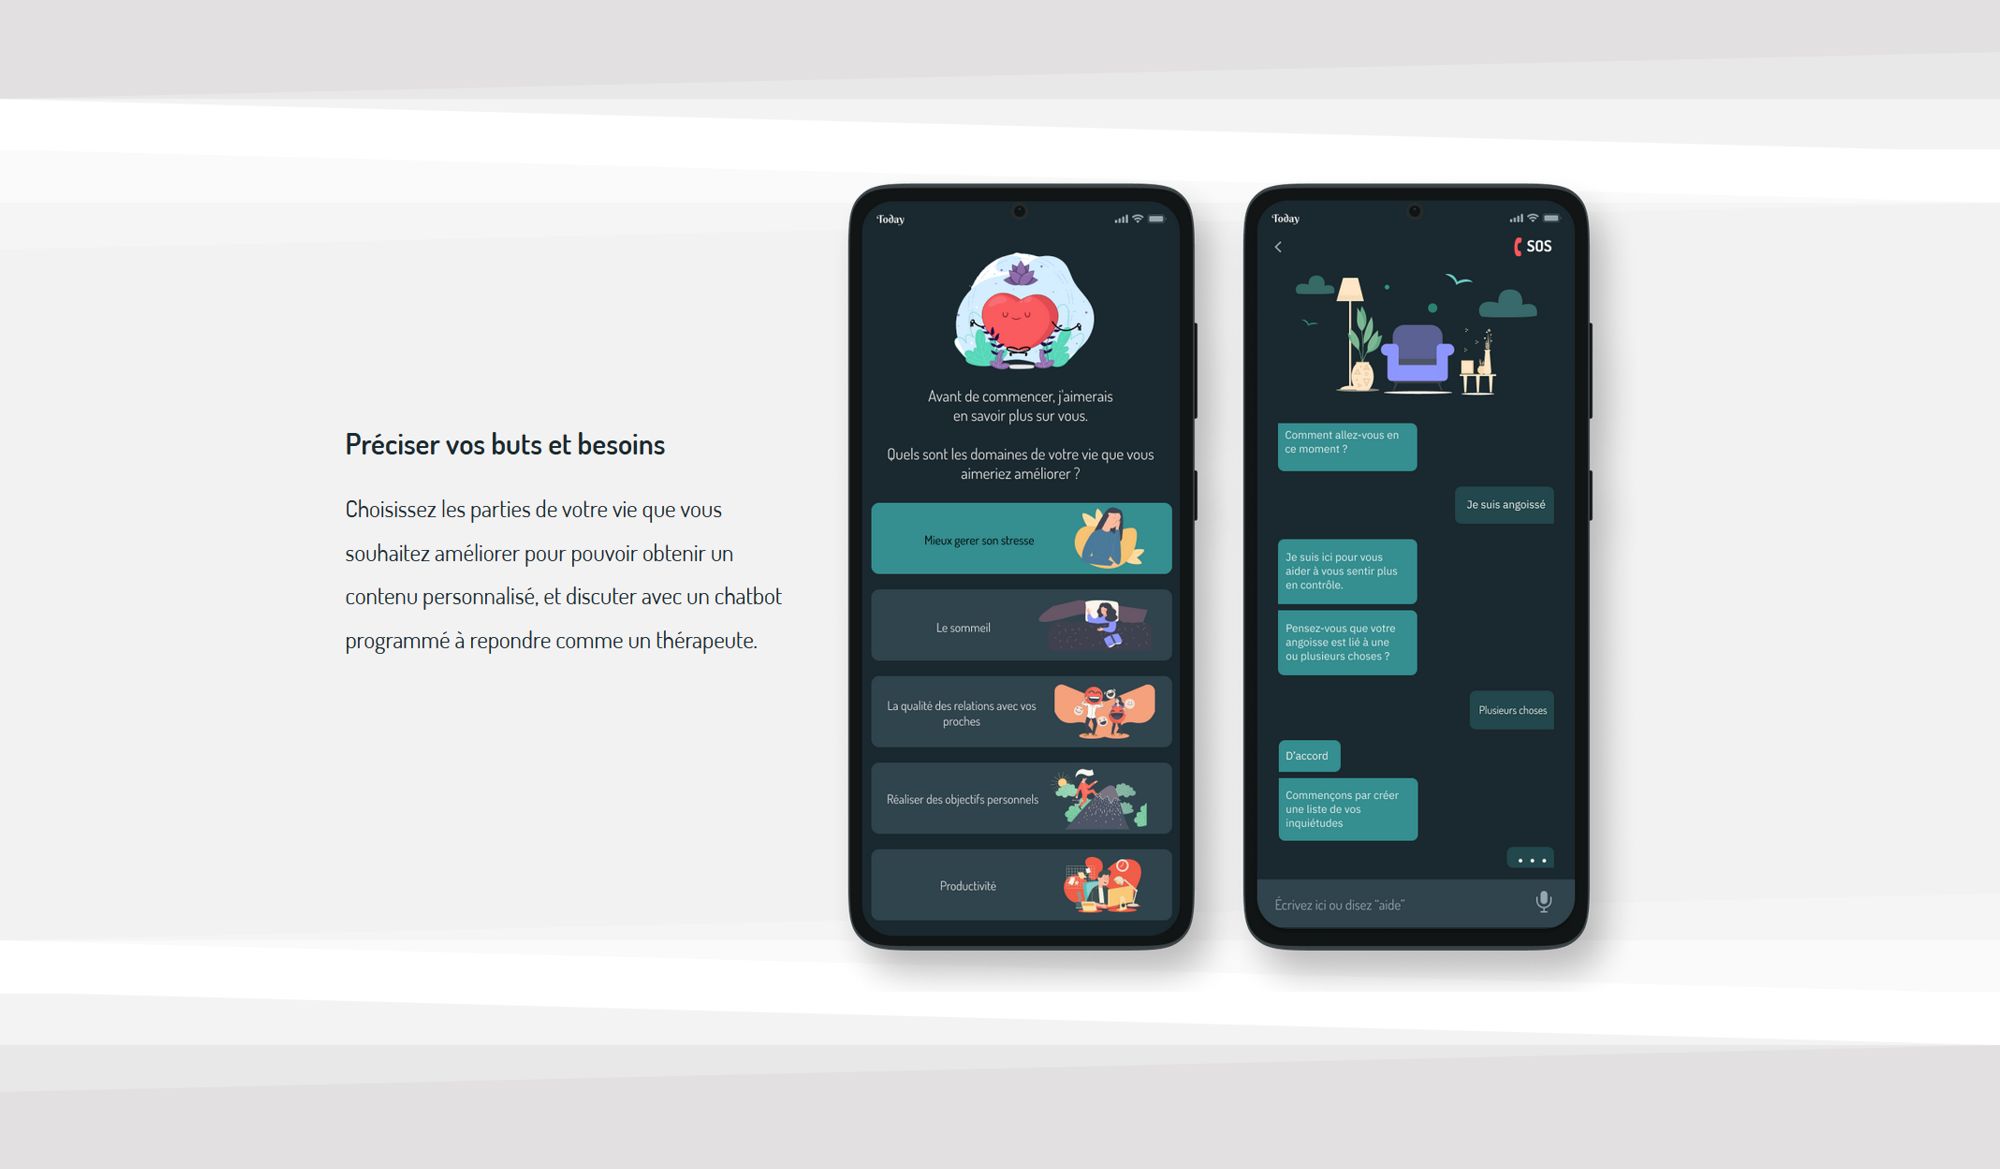 Préciser vos buts et besoins
Choisissez les parties de votre vie que vous
souhaitez améliorer pour pouvoir obtenir un
contenu personnalisé, et discuter avec un chatbot
programmé à repondre comme un thérapeute.
Today
Avant de commencer, j'aimerais
en savoir plus sur vous.
Quels sont les domaines de votre vie que vous
aimeriez améliorer ?
Mieux gerer son stresse
Le sommeil
La qualité des relations avec vos
proches
Réaliser des objectifs personnels
Productivité
Today
SOS
Comment allez-vous en
ce moment ?
Je suis angoissé
Je suis ici pour vous
aider à vous sentir plus
en contrôle.
Pensez-vous que votre
angoisse est lié à une
ou plusieurs choses ?
Plusieurs choses
D'accord
Commençons par créer
une liste de vos
inquiétudes
...
Écrivez ici ou disez “aide”